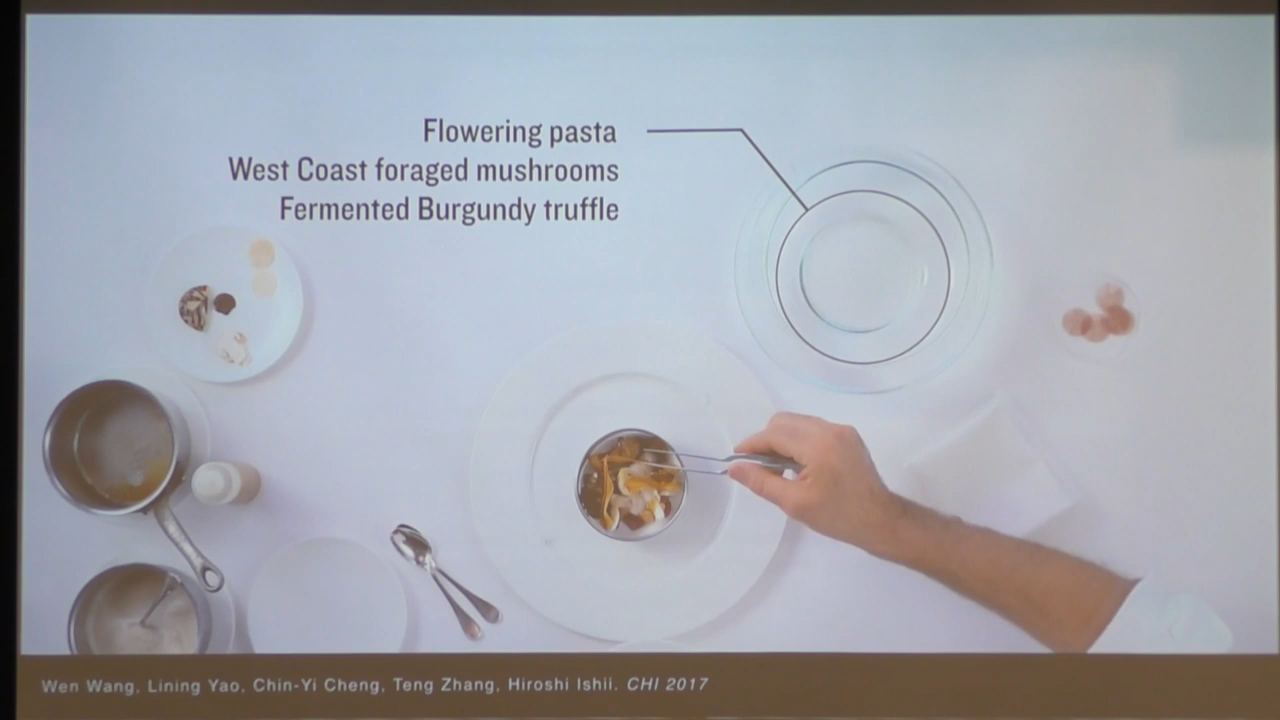 Flowering pasta
West Coast foraged mushrooms
Fermented Burgundy truffle
Wen Wang, Lining Yao, Chin-Yi Cheng, Teng Zhang, Hiroshi Ishii. CHI 2017